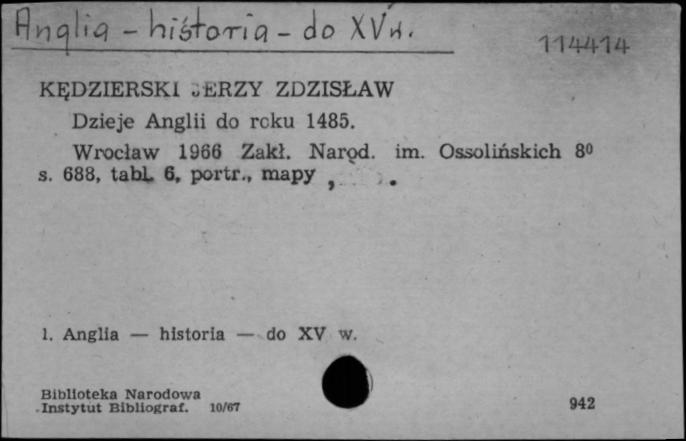 Anglia - historia - do XV w.
114414
KĘDZIERSKI JERZY ZDZISŁAW
Dzieje Anglii do roku 1485.
Wrocław 1966 Zakł. Narod. im. Ossolińskich 8⁰
s. 688, tabl. 6, portr., mapy , .
1. Anglia — historia — do XV w.
Biblioteka Narodowa
Instytut Bibliograf. 10/67
942